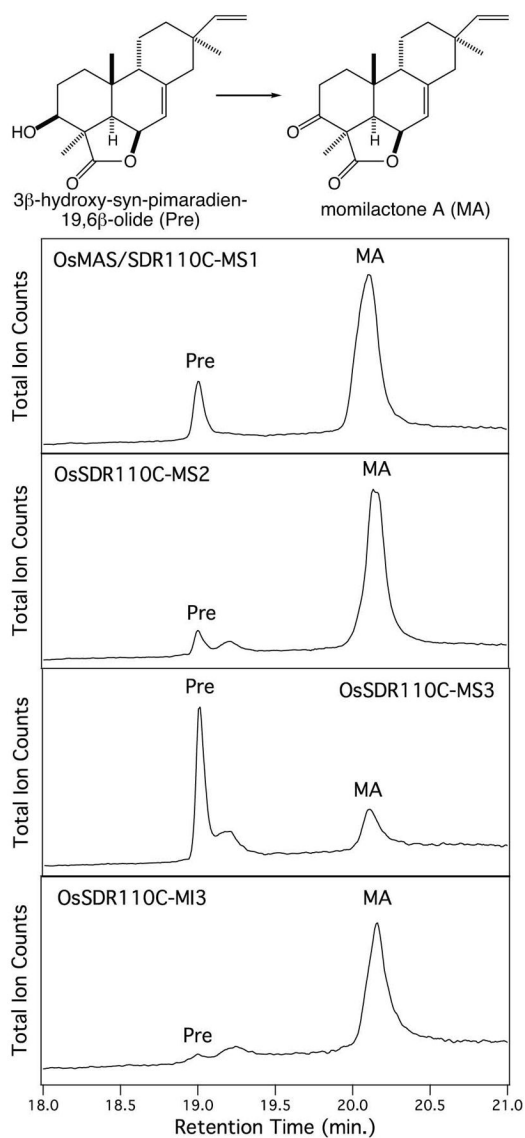 HO
H
O
O
O
H
O
O
3β-hydroxy-syn-pimaradien-
19,6β-olide (Pre)
momilactone A (MA)
OsMAS/SDR110C-MS1
MA
Pre
Total Ion Counts
OsSDR110C-MS2
MA
Pre
Total Ion Counts
Pre
OsSDR110C-MS3
MA
Total Ion Counts
OsSDR110C-MI3
MA
Pre
Total Ion Counts
18.0 18.5 19.0 19.5 20.0 20.5 21.0
Retention Time (min.)